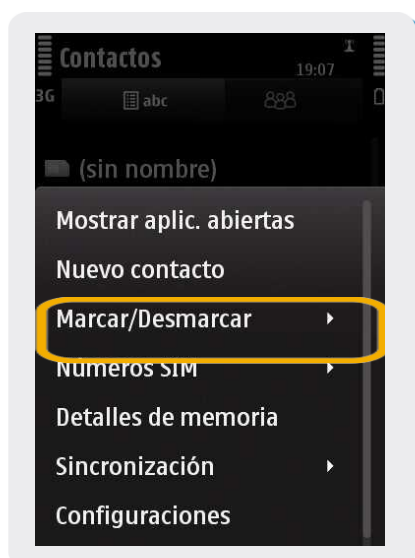 Contactos
19:07
3G
abc
(sin nombre)
Mostrar aplic. abiertas
Nuevo contacto
Marcar/Desmarcar
Números SIM
Detalles de memoria
Sincronización
Configuraciones